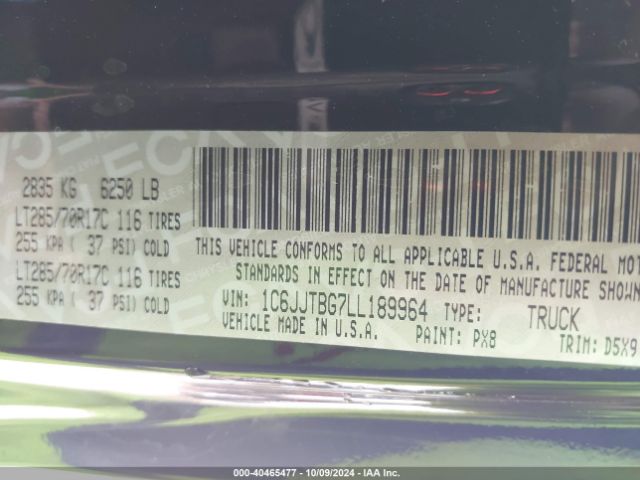 2835 KG 6250 LB
LT285/70R17C 116 TIRES
255 KPA ( 37 PSI) COLD
LT285/70R17C 116 TIRES
255 KPA ( 37 PSI) COLD
THIS VEHICLE CONFORMS TO ALL APPLICABLE U.S.A. FEDERAL MOT
STANDARDS IN EFFECT ON THE DATE OF MANUFACTURE SHOWN
VIN: 1C6JJTBG7LL189964 TYPE: TRUCK
VEHICLE MADE IN U.S.A. PAINT: PX8 TRIM: D5X9
000-40465477 - 10/09/2024 - IAA Inc.